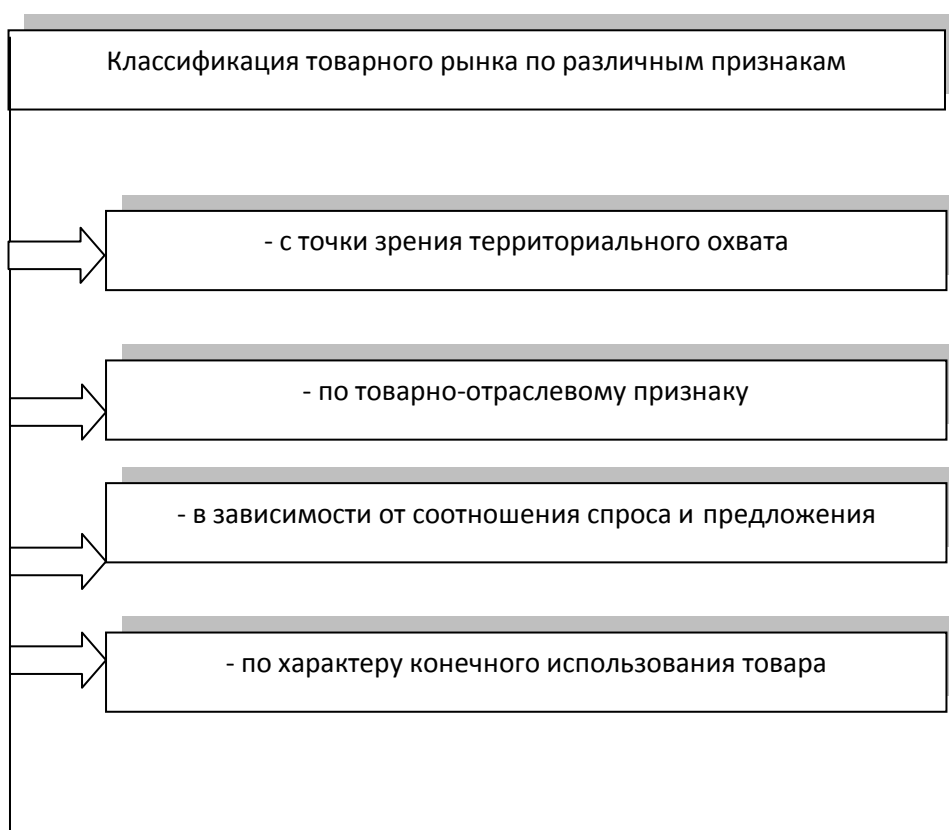 Классификация товарного рынка по различным признакам
- с точки зрения территориального охвата
- по товарно-отраслевому признаку
- в зависимости от соотношения спроса и предложения
- по характеру конечного использования товара